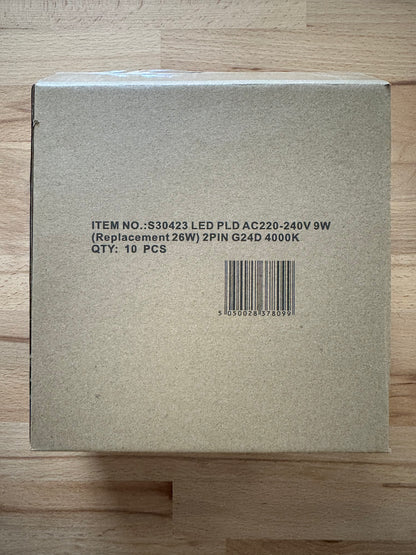 ITEM NO.:S30423 LED PLD AC220-240V 9W
(Replacement 26W) 2PIN G24D 4000K
QTY: 10 PCS
5 050028 378099